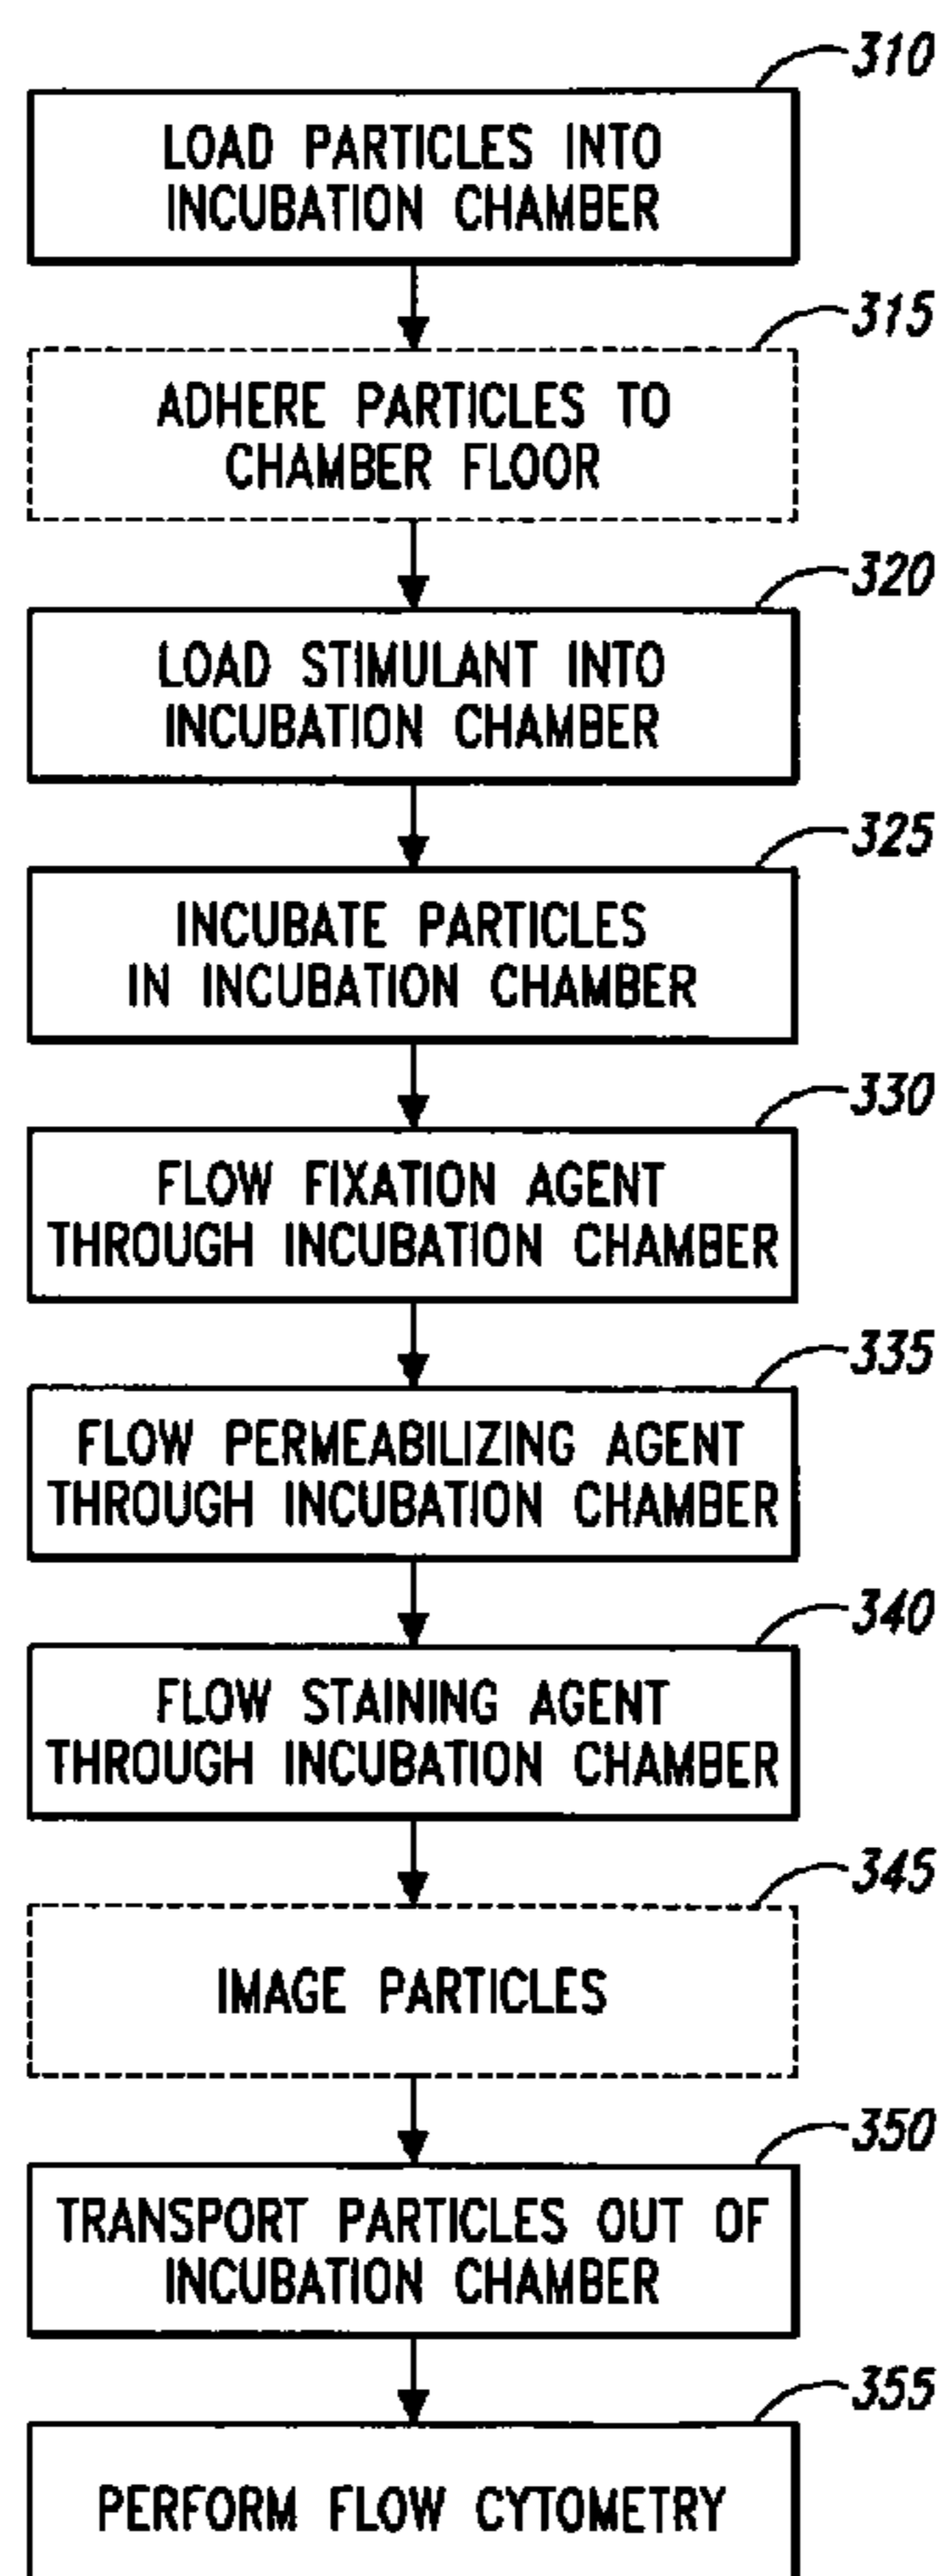 310
LOAD PARTICLES INTO
INCUBATION CHAMBER
315
ADHERE PARTICLES TO
CHAMBER FLOOR
320
LOAD STIMULANT INTO
INCUBATION CHAMBER
325
INCUBATE PARTICLES
IN INCUBATION CHAMBER
330
FLOW FIXATION AGENT
THROUGH INCUBATION CHAMBER
335
FLOW PERMEABILIZING AGENT
THROUGH INCUBATION CHAMBER
340
FLOW STAINING AGENT
THROUGH INCUBATION CHAMBER
345
IMAGE PARTICLES
350
TRANSPORT PARTICLES OUT OF
INCUBATION CHAMBER
355
PERFORM FLOW CYTOMETRY